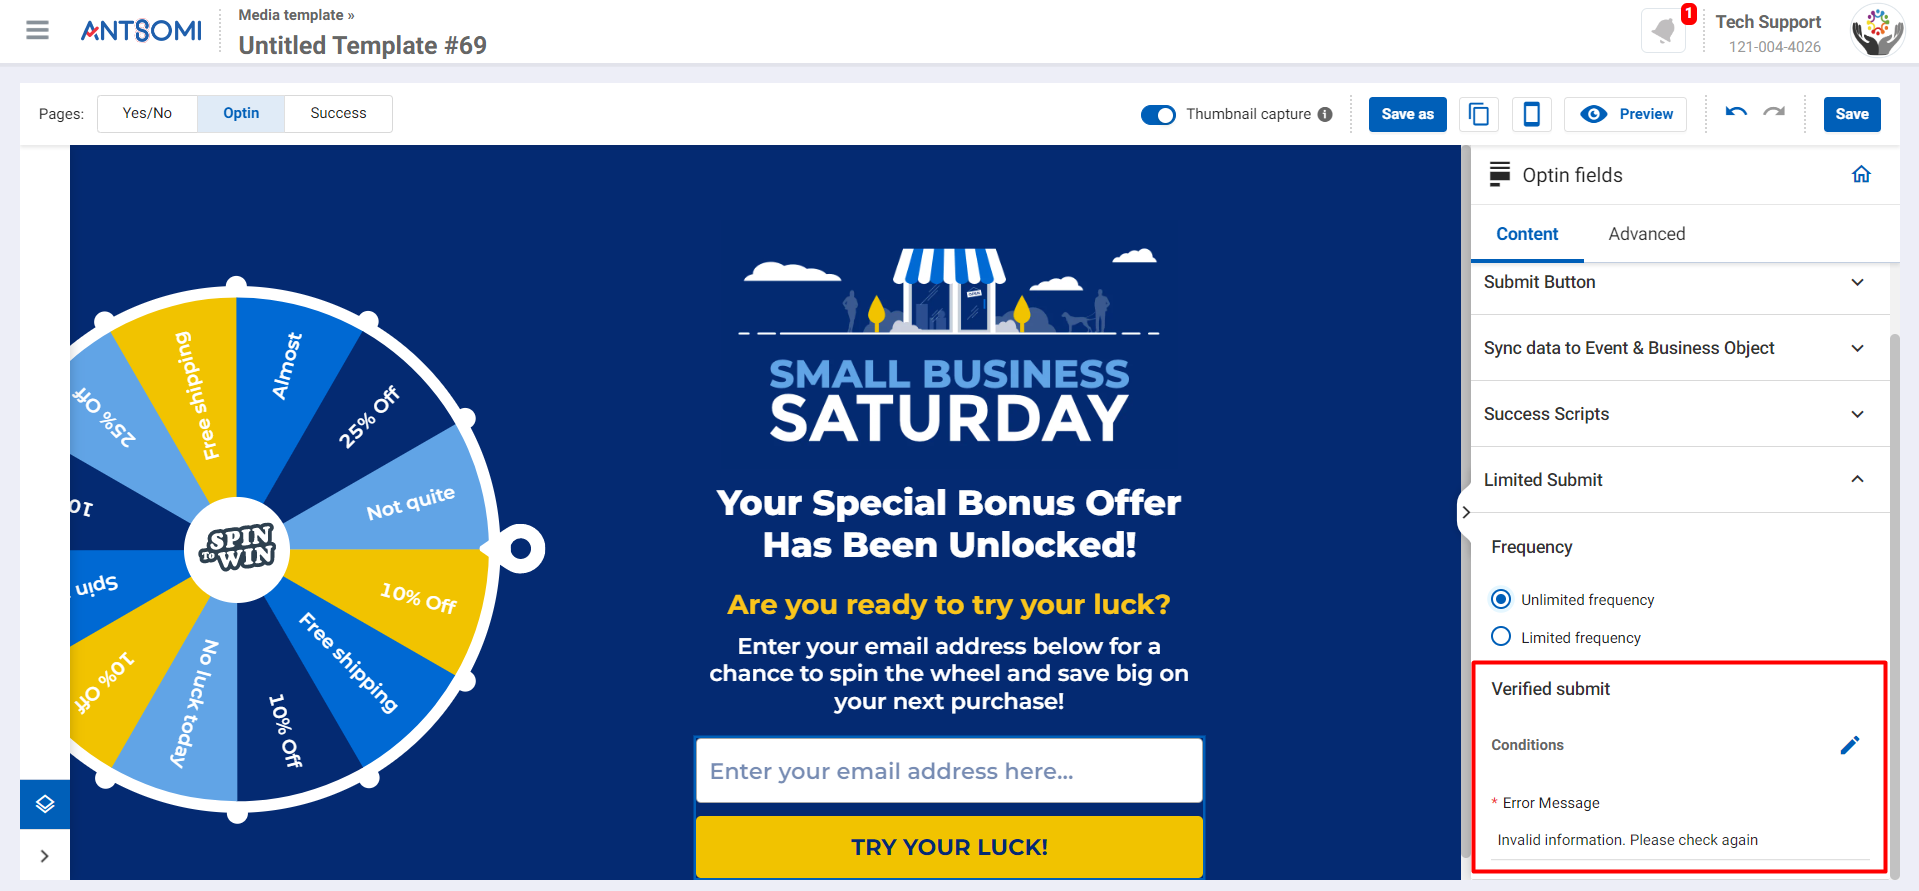 ANTSOMI
Media template »
Untitled Template #69
1
Tech Support
121-004-4026
Pages:
Yes/No
Optin
Success
Thumbnail capture
Save as
Preview
Save
Optin fields
Content
Advanced
Submit Button
Sync data to Event & Business Object
Success Scripts
Limited Submit
Frequency
Unlimited frequency
Limited frequency
Verified submit
Conditions
* Error Message
Invalid information. Please check again
Free shipping
Almost
25% Off
Not quite
10% Off
Free shipping
10% Off
No luck today
10% Off
Spin
10
25% Off
SPIN
TO WIN
OPEN
SMALL BUSINESS
SATURDAY
Your Special Bonus Offer
Has Been Unlocked!
Are you ready to try your luck?
Enter your email address below for a
chance to spin the wheel and save big on
your next purchase!
Enter your email address here...
TRY YOUR LUCK!